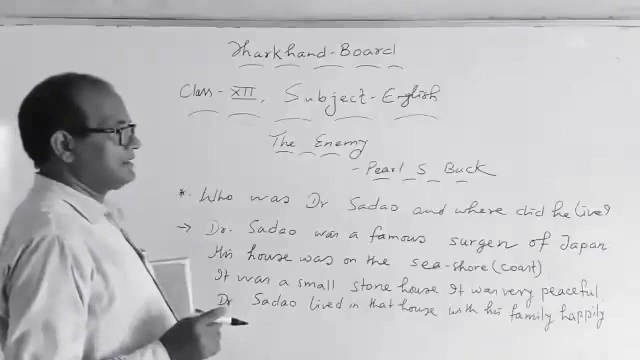 Jharkhand-Board
Class-XII, Subject-English
The Enemy
- Pearl S Buck
* Who was Dr Sadao and where did he live?
→ Dr. Sadao was a famous surgen of Japan
His house was on the sea-shore (coast)
It was a small stone house It was very peaceful
Dr Sadao lived in that house with his family happily